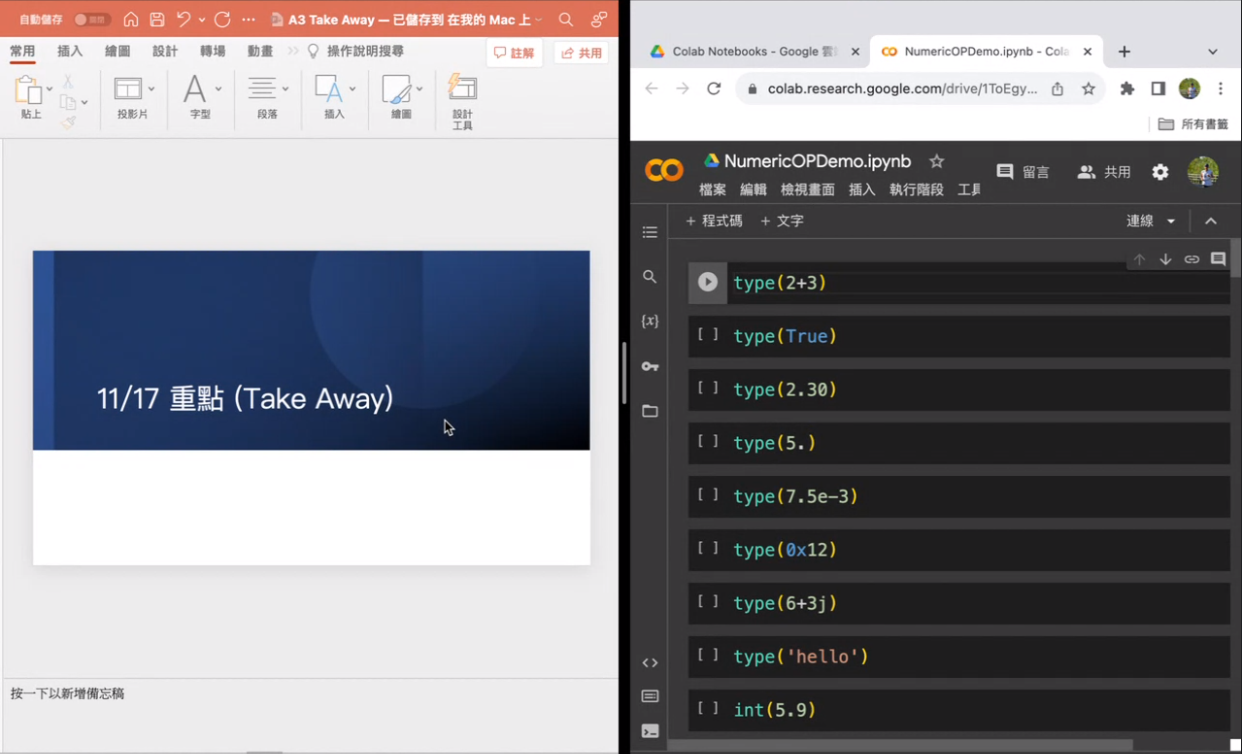 自動儲存
A3 Take Away — 已儲存到 在我的 Mac 上
常用 插入 繪圖 設計 轉場 動畫 操作說明搜尋 註解 共用
貼上 投影片 字型 段落 插入 繪圖 設計
工具
11/17 重點 (Take Away)
按一下以新增備忘稿
Colab Notebooks - Google 雲
NumericOPDemo.ipynb - Cola
colab.research.google.com/drive/1ToEgy...
所有書籤
NumericOPDemo.ipynb
留言 共用
檔案 編輯 檢視畫面 插入 執行階段 工具
+ 程式碼 + 文字 連線
type(2+3)
[ ] type(True)
[ ] type(2.30)
[ ] type(5.)
[ ] type(7.5e-3)
[ ] type(0x12)
[ ] type(6+3j)
[ ] type('hello')
[ ] int(5.9)